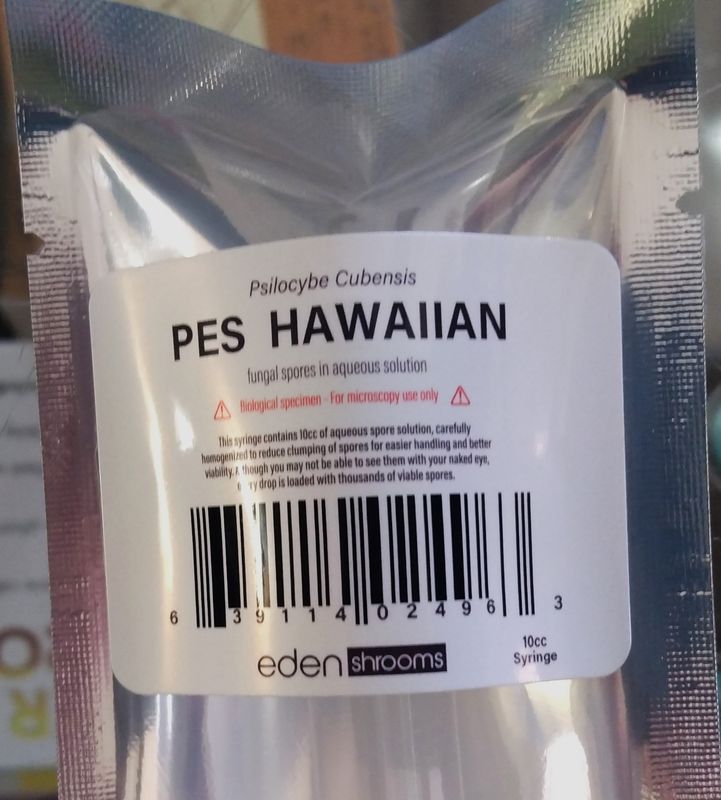 Psilocybe Cubensis
PES HAWAIIAN
fungal spores in aqueous solution
Biological specimen - For microscopy use only
This syringe contains 10cc of aqueous spore solution, carefully
homogenized to reduce clumping of spores for easier handling and better
viability. Although you may not be able to see them with your naked eye,
every drop is loaded with thousands of viable spores.
6 39114 02496 3
eden shrooms
10cc
Syringe